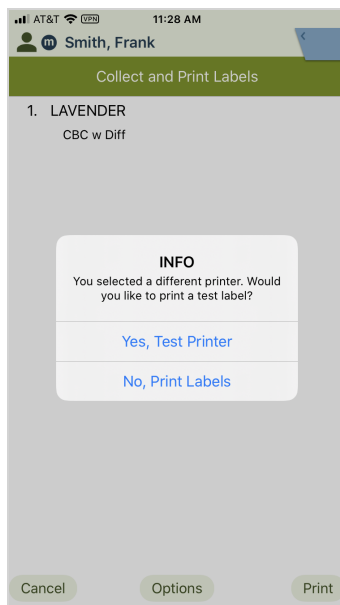 AT&T VPN 11:28 AM
m Smith, Frank
Collect and Print Labels
1. LAVENDER
CBC w Diff
INFO
You selected a different printer. Would
you like to print a test label?
Yes, Test Printer
No, Print Labels
Cancel Options Print